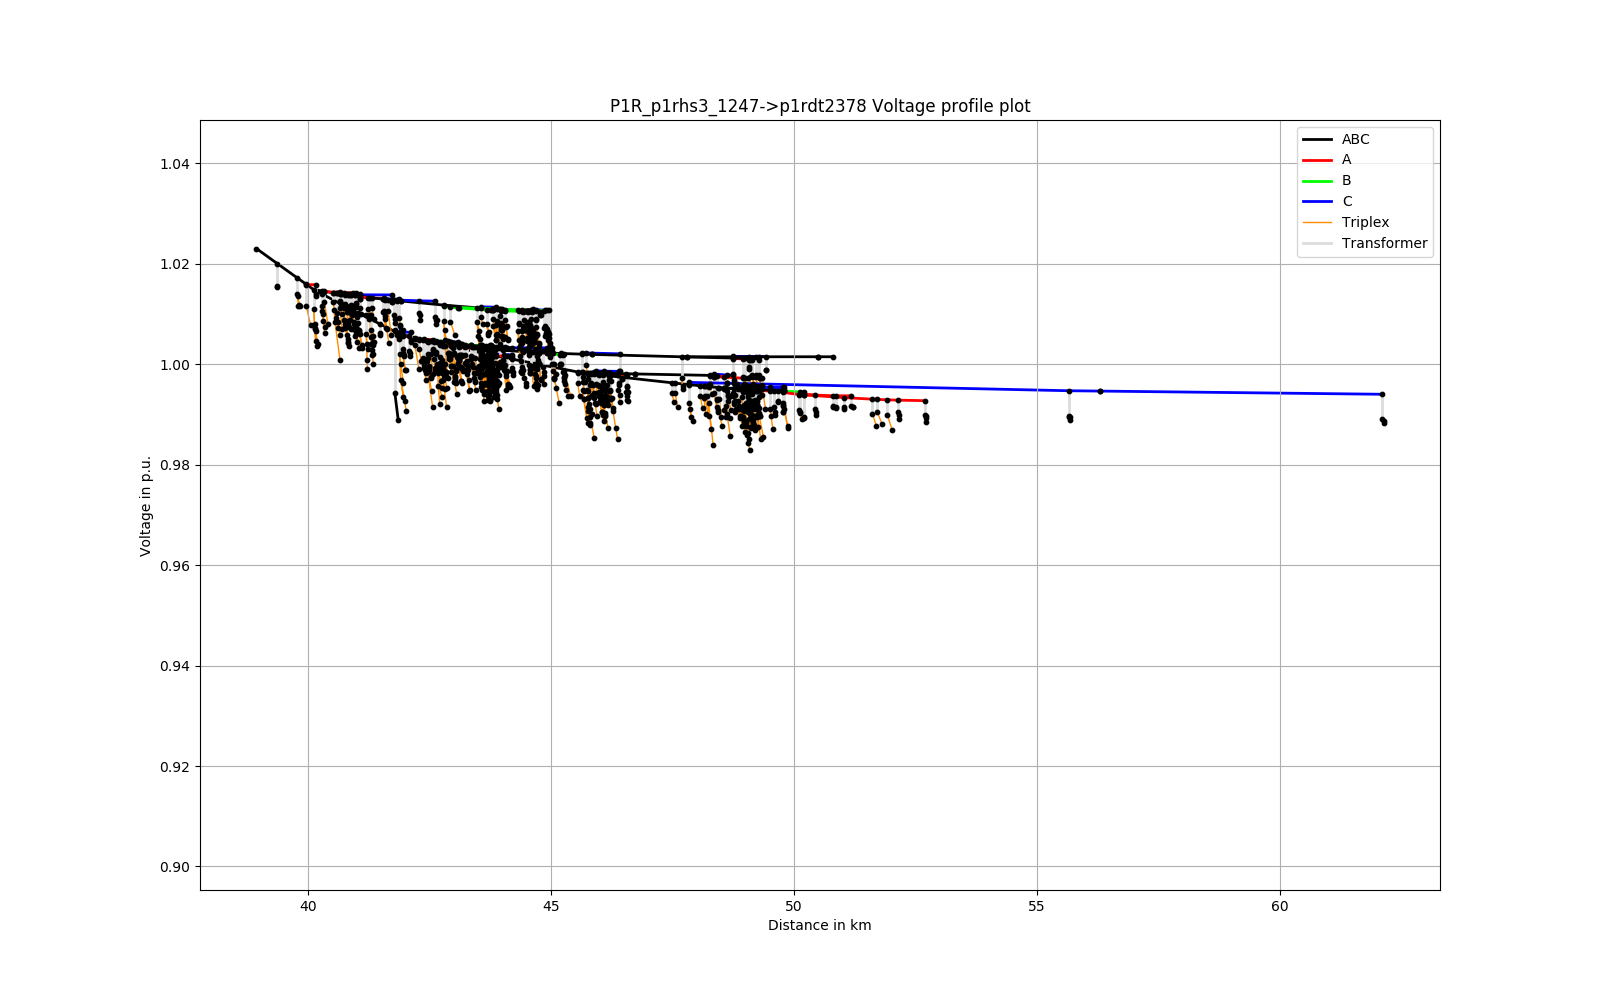 P1R_p1rhs3_1247->p1rdt2378 Voltage profile plot
ABC
A
B
C
Triplex
Transformer
1.04
1.02
1.00
0.98
0.96
0.94
0.92
0.90
Voltage in p.u.
40
45
50
55
60
Distance in km